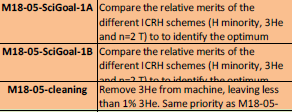 M18-05-SciGoal-1A Compare the relative merits of the
different ICRH schemes (H minority, 3He
and n=2 T) to to identify the optimum
M18-05-SciGoal-1B Compare the relative merits of the
different ICRH schemes (H minority, 3He
and n=2 T) to to identify the optimum
M18-05-cleaning Remove 3He from machine, leaving less
than 1% 3He. Same priority as M18-05-